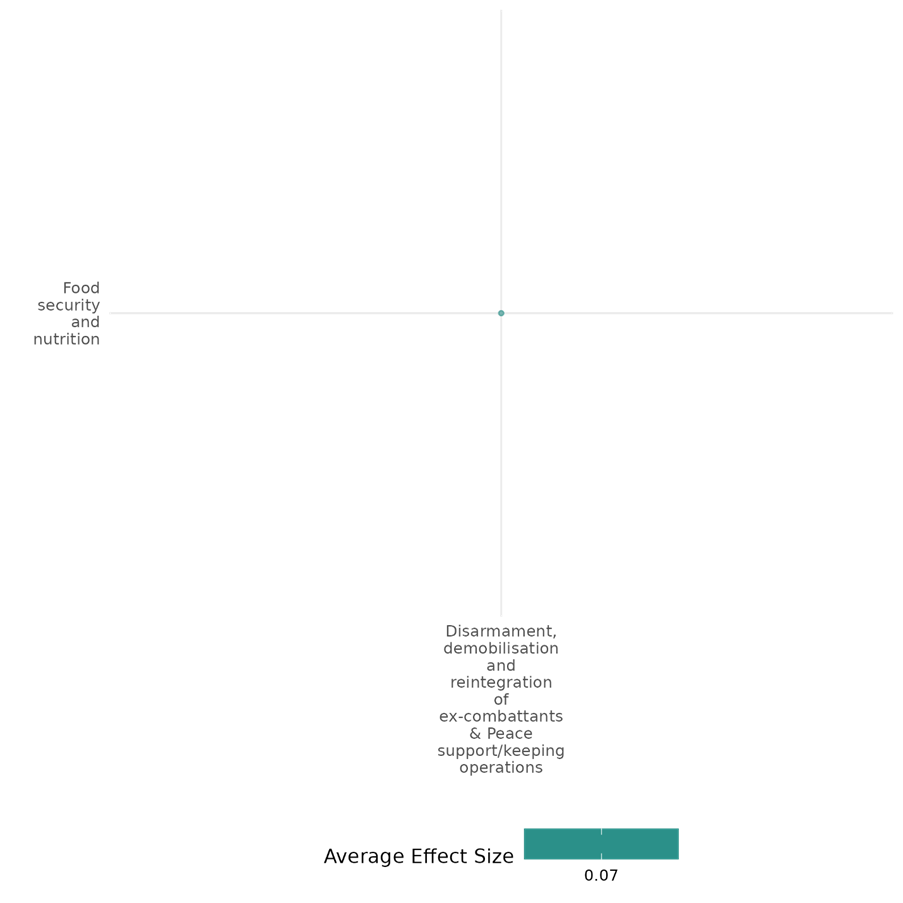 Food
security
and
nutrition
Disarmament,
demobilisation
and
reintegration
of
ex-combattants
& Peace
support/keeping
operations
Average Effect Size
0.07